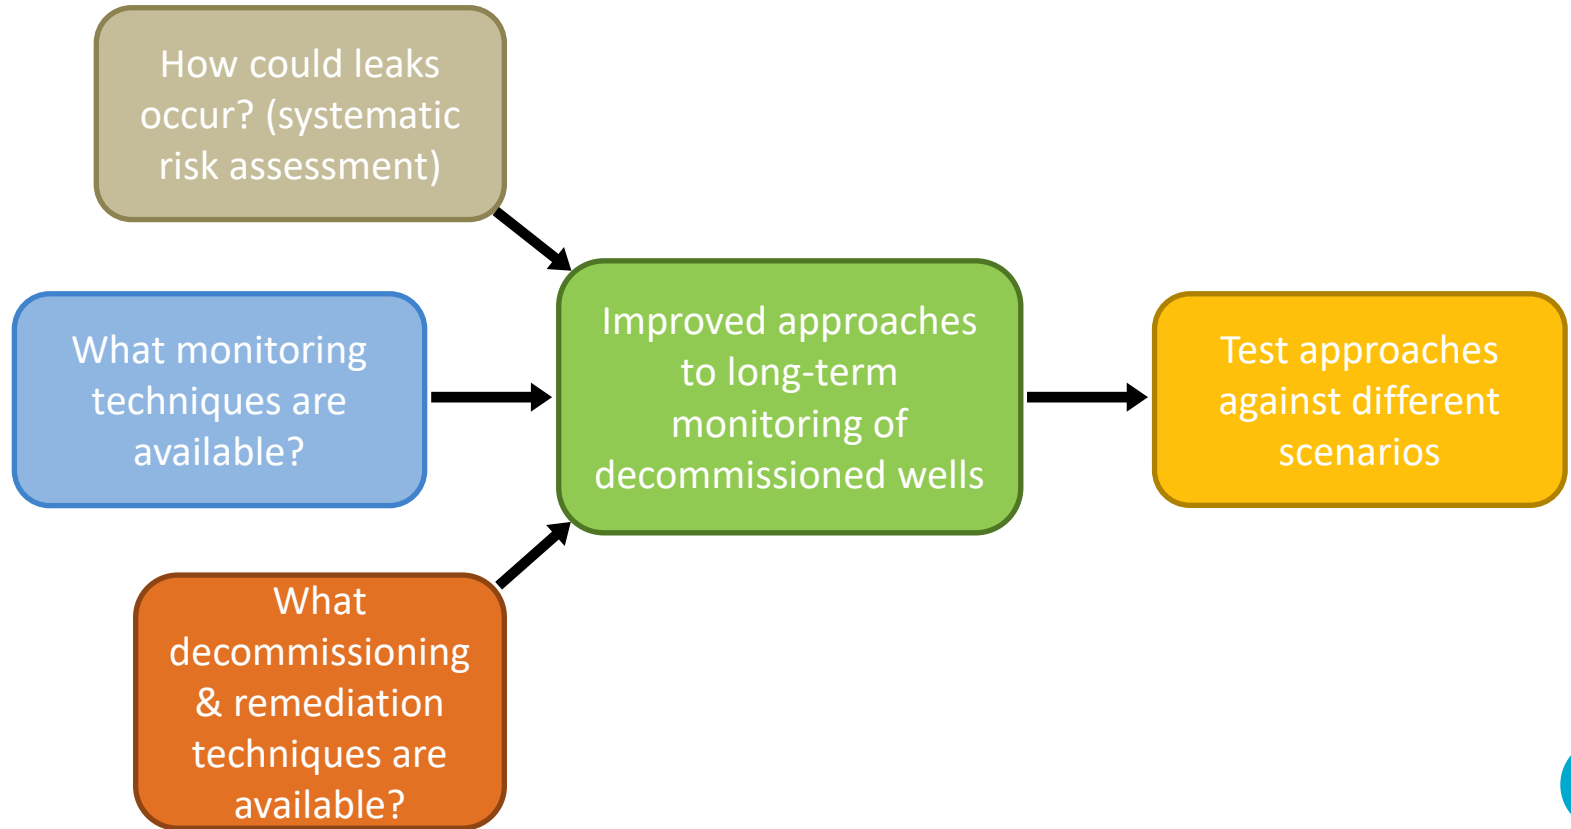 How could leaks
occur? (systematic
risk assessment)
What monitoring
techniques are
available?
What
decommissioning
& remediation
techniques are
available?
Improved approaches
to long-term
monitoring of
decommissioned wells
Test approaches
against different
scenarios